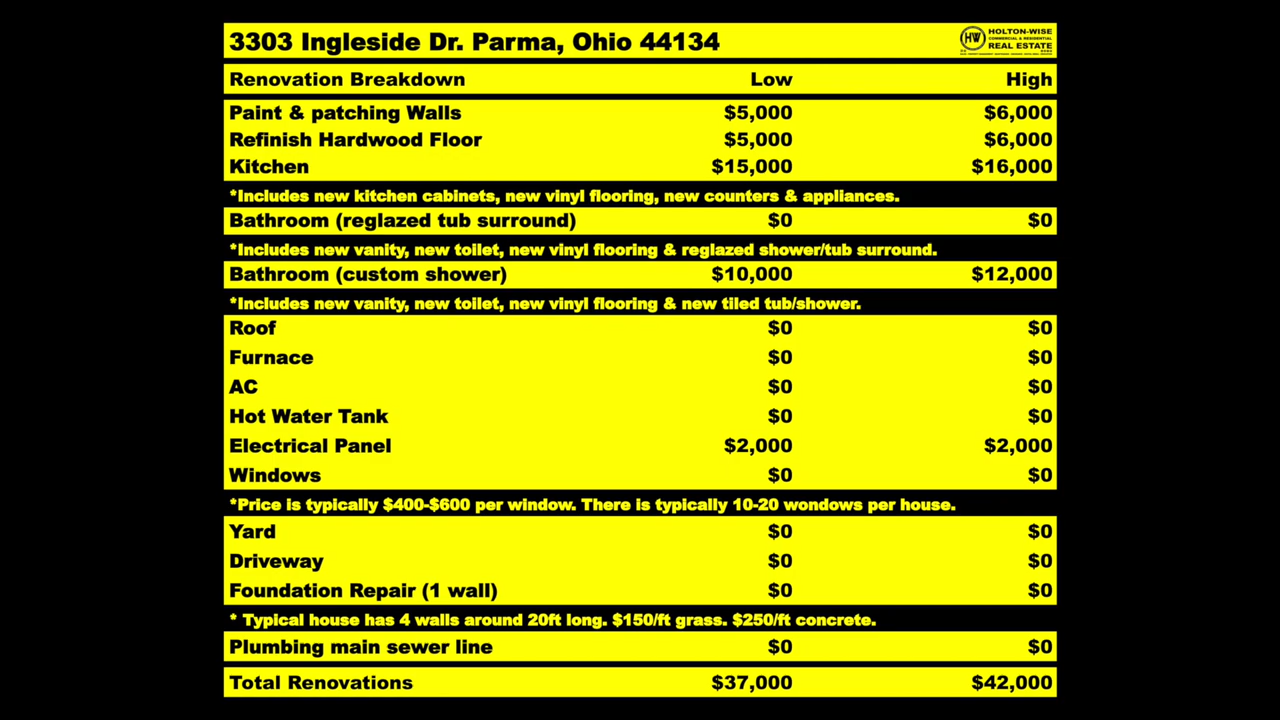 3303 Ingleside Dr. Parma, Ohio 44134
HW
HOLTON-WISE
COMMERCIAL & RESIDENTIAL
REAL ESTATE
Renovation Breakdown Low High
Paint & patching Walls $5,000 $6,000
Refinish Hardwood Floor $5,000 $6,000
Kitchen $15,000 $16,000
*Includes new kitchen cabinets, new vinyl flooring, new counters & appliances.
Bathroom (reglazed tub surround) $0 $0
*Includes new vanity, new toilet, new vinyl flooring & reglazed shower/tub surround.
Bathroom (custom shower) $10,000 $12,000
*Includes new vanity, new toilet, new vinyl flooring & new tiled tub/shower.
Roof $0 $0
Furnace $0 $0
AC $0 $0
Hot Water Tank $0 $0
Electrical Panel $2,000 $2,000
Windows $0 $0
*Price is typically $400-$600 per window. There is typically 10-20 wondows per house.
Yard $0 $0
Driveway $0 $0
Foundation Repair (1 wall) $0 $0
* Typical house has 4 walls around 20ft long. $150/ft grass. $250/ft concrete.
Plumbing main sewer line $0 $0
Total Renovations $37,000 $42,000